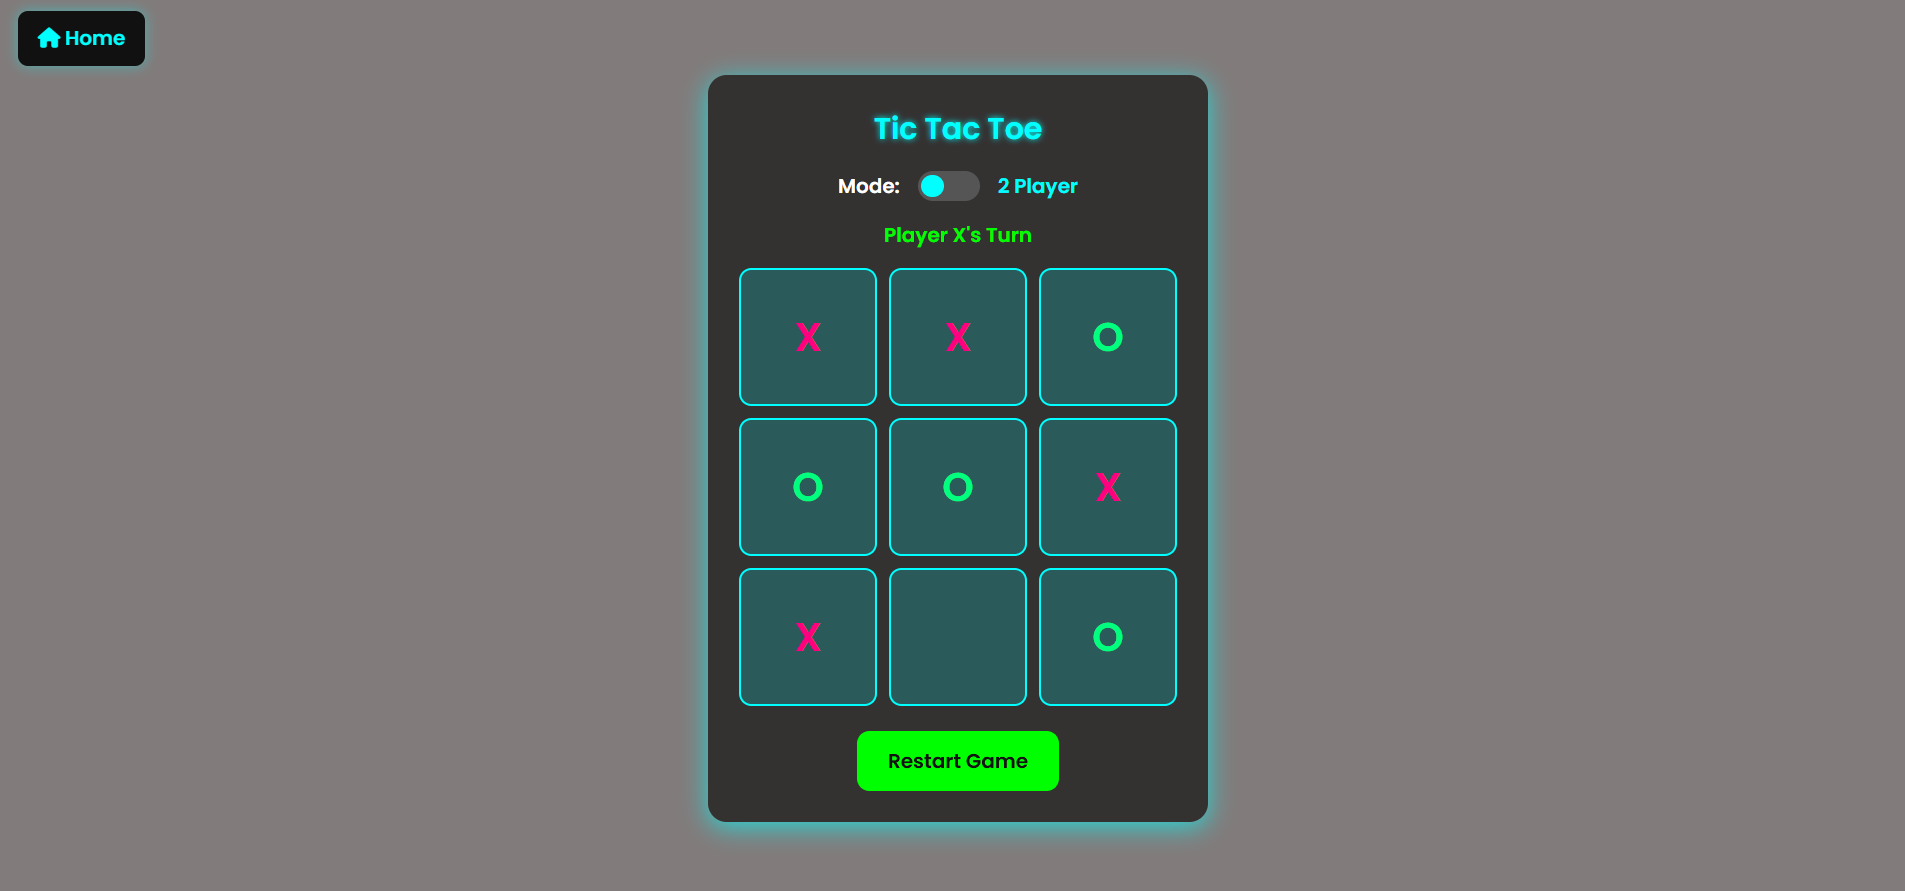 Home
Tic Tac Toe
Mode: 2 Player
Player X's Turn
X X O
O O X
X O
Restart Game